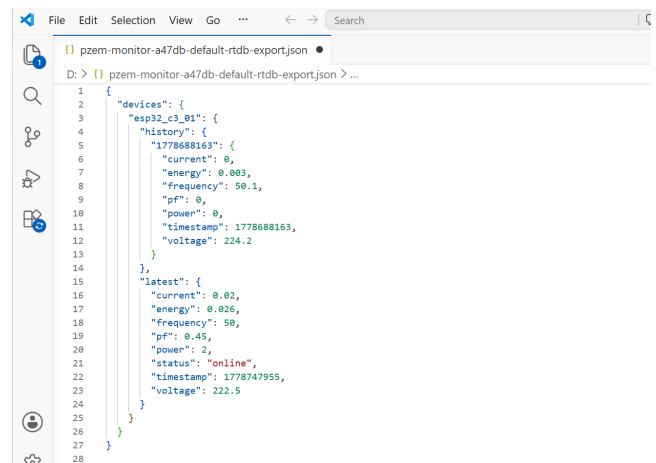 File Edit Selection View Go ··· ← → Search
{} pzem-monitor-a47db-default-rtdb-export.json ●
D: > {} pzem-monitor-a47db-default-rtdb-export.json > ...
1
1 {
2 "devices": {
3 "esp32_c3_01": {
4 "history": {
5 "1778688163": {
6 "current": 0,
7 "energy": 0.003,
8 "frequency": 50.1,
9 "pf": 0,
10 "power": 0,
11 "timestamp": 1778688163,
12 "voltage": 224.2
13 }
14 },
15 "latest": {
16 "current": 0.02,
17 "energy": 0.026,
18 "frequency": 50,
19 "pf": 0.45,
20 "power": 2,
21 "status": "online",
22 "timestamp": 1778747955,
23 "voltage": 222.5
24 }
25 }
26 }
27 }
28